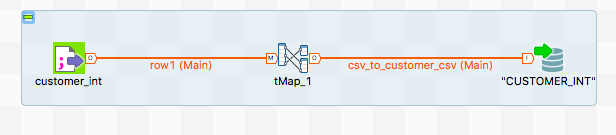 O
row1 (Main)
M
O
csv_to_customer_csv (Main)
I
customer_int
tMap_1
"CUSTOMER_INT"